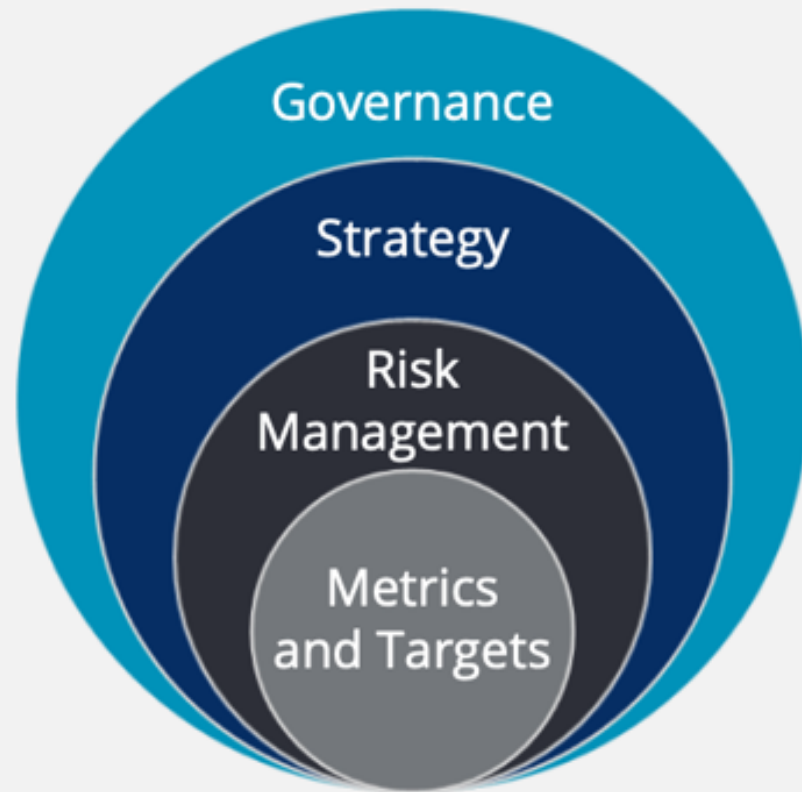 Governance
Strategy
Risk
Management
Metrics
and Targets